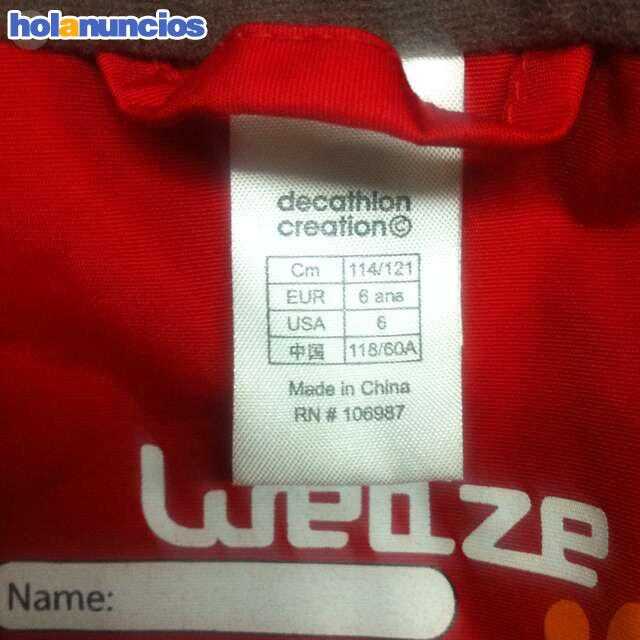 holanuncios
decathlon
creation©
Cm 114/121
EUR 6 ans
USA 6
中国 118/60A
Made in China
RN # 106987
Wedze
Name: